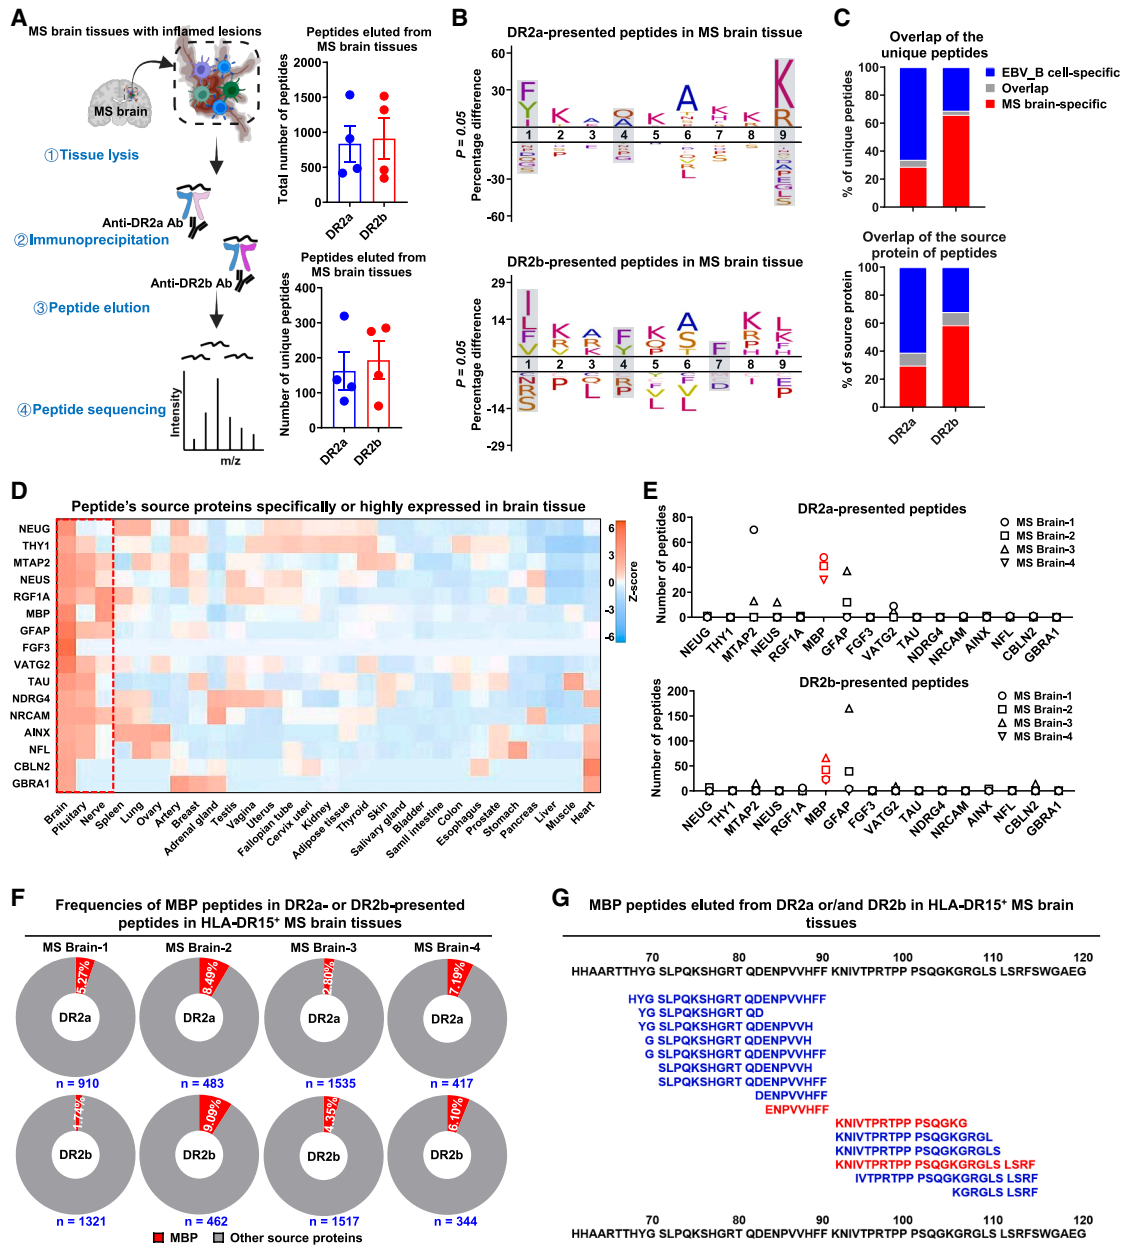 A
MS brain tissues with inflamed lesions
MS brain
①Tissue lysis
Anti-DR2a Ab
②Immunoprecipitation
Anti-DR2b Ab
③Peptide elution
④Peptide sequencing
Intensity
m/z
Peptides eluted from
MS brain tissues
Total number of peptides
2000
1500
1000
500
0
DR2a
DR2b
Peptides eluted from
MS brain tissues
Number of unique peptides
400
300
200
100
0
DR2a
DR2b
B
DR2a-presented peptides in MS brain tissue
P = 0.05
Percentage difference
30
-30
-60
1 2 3 4 5 6 7 8 9
DR2b-presented peptides in MS brain tissue
P = 0.05
Percentage difference
29
14
-14
-29
1 2 3 4 5 6 7 8 9
C
Overlap of the
unique peptides
% of unique peptides
100
80
60
40
20
0
EBV_B cell-specific
Overlap
MS brain-specific
Overlap of the source
protein of peptides
% of source protein
100
80
60
40
20
0
DR2a
DR2b
D
Peptide's source proteins specifically or highly expressed in brain tissue
NEUG
THY1
MTAP2
NEUS
RGF1A
MBP
GFAP
FGF3
VATG2
TAU
NDRG4
NRCAM
AINX
NFL
CBLN2
GBRA1
6
3
0
-3
-6
Z-score
Brain
Pituitary
Nerve
Spleen
Lung
Ovary
Artery
Breast
Adrenal gland
Testis
Vagina
Uterus
Fallopian tube
Cervix uteri
Kidney
Adipose tissue
Thyroid
Skin
Salivary gland
Bladder
Samll intestine
Colon
Esophagus
Prostate
Stomach
Pancreas
Liver
Muscle
Heart
E
DR2a-presented peptides
Number of peptides
80
60
40
20
0
MS Brain-1
MS Brain-2
MS Brain-3
MS Brain-4
NEUG THY1 MTAP2 NEUS RGF1A MBP GFAP FGF3 VATG2 TAU NDRG4 NRCAM AINX NFL CBLN2 GBRA1
DR2b-presented peptides
Number of peptides
200
150
100
50
0
MS Brain-1
MS Brain-2
MS Brain-3
MS Brain-4
NEUG THY1 MTAP2 NEUS RGF1A MBP GFAP FGF3 VATG2 TAU NDRG4 NRCAM AINX NFL CBLN2 GBRA1
F
Frequencies of MBP peptides in DR2a- or DR2b-presented
peptides in HLA-DR15+ MS brain tissues
MS Brain-1 MS Brain-2 MS Brain-3 MS Brain-4
5.27% 8.49% 2.80% 7.19%
DR2a DR2a DR2a DR2a
n = 910 n = 483 n = 1535 n = 417
1.74% 9.09% 4.35% 6.10%
DR2b DR2b DR2b DR2b
n = 1321 n = 462 n = 1517 n = 344
MBP Other source proteins
G
MBP peptides eluted from DR2a or/and DR2b in HLA-DR15+ MS brain
tissues
70 80 90 100 110 120
HHAARTTHYG SLPQKSHGRT QDENPVVHFF KNIVTPRTPP PSQGKGRGLS LSRFSWGAEG
HYG SLPQKSHGRT QDENPVVHFF
YG SLPQKSHGRT QD
YG SLPQKSHGRT QDENPVVH
G SLPQKSHGRT QDENPVVH
G SLPQKSHGRT QDENPVVHFF
SLPQKSHGRT QDENPVVH
SLPQKSHGRT QDENPVVHFF
DENPVVHFF
ENPVVHFF
KNIVTPRTPP PSQGKG
KNIVTPRTPP PSQGKGRGL
KNIVTPRTPP PSQGKGRGLS
KNIVTPRTPP PSQGKGRGLS LSRF
IVTPRTPP PSQGKGRGLS LSRF
KGRGLS LSRF
70 80 90 100 110 120
HHAARTTHYG SLPQKSHGRT QDENPVVHFF KNIVTPRTPP PSQGKGRGLS LSRFSWGAEG